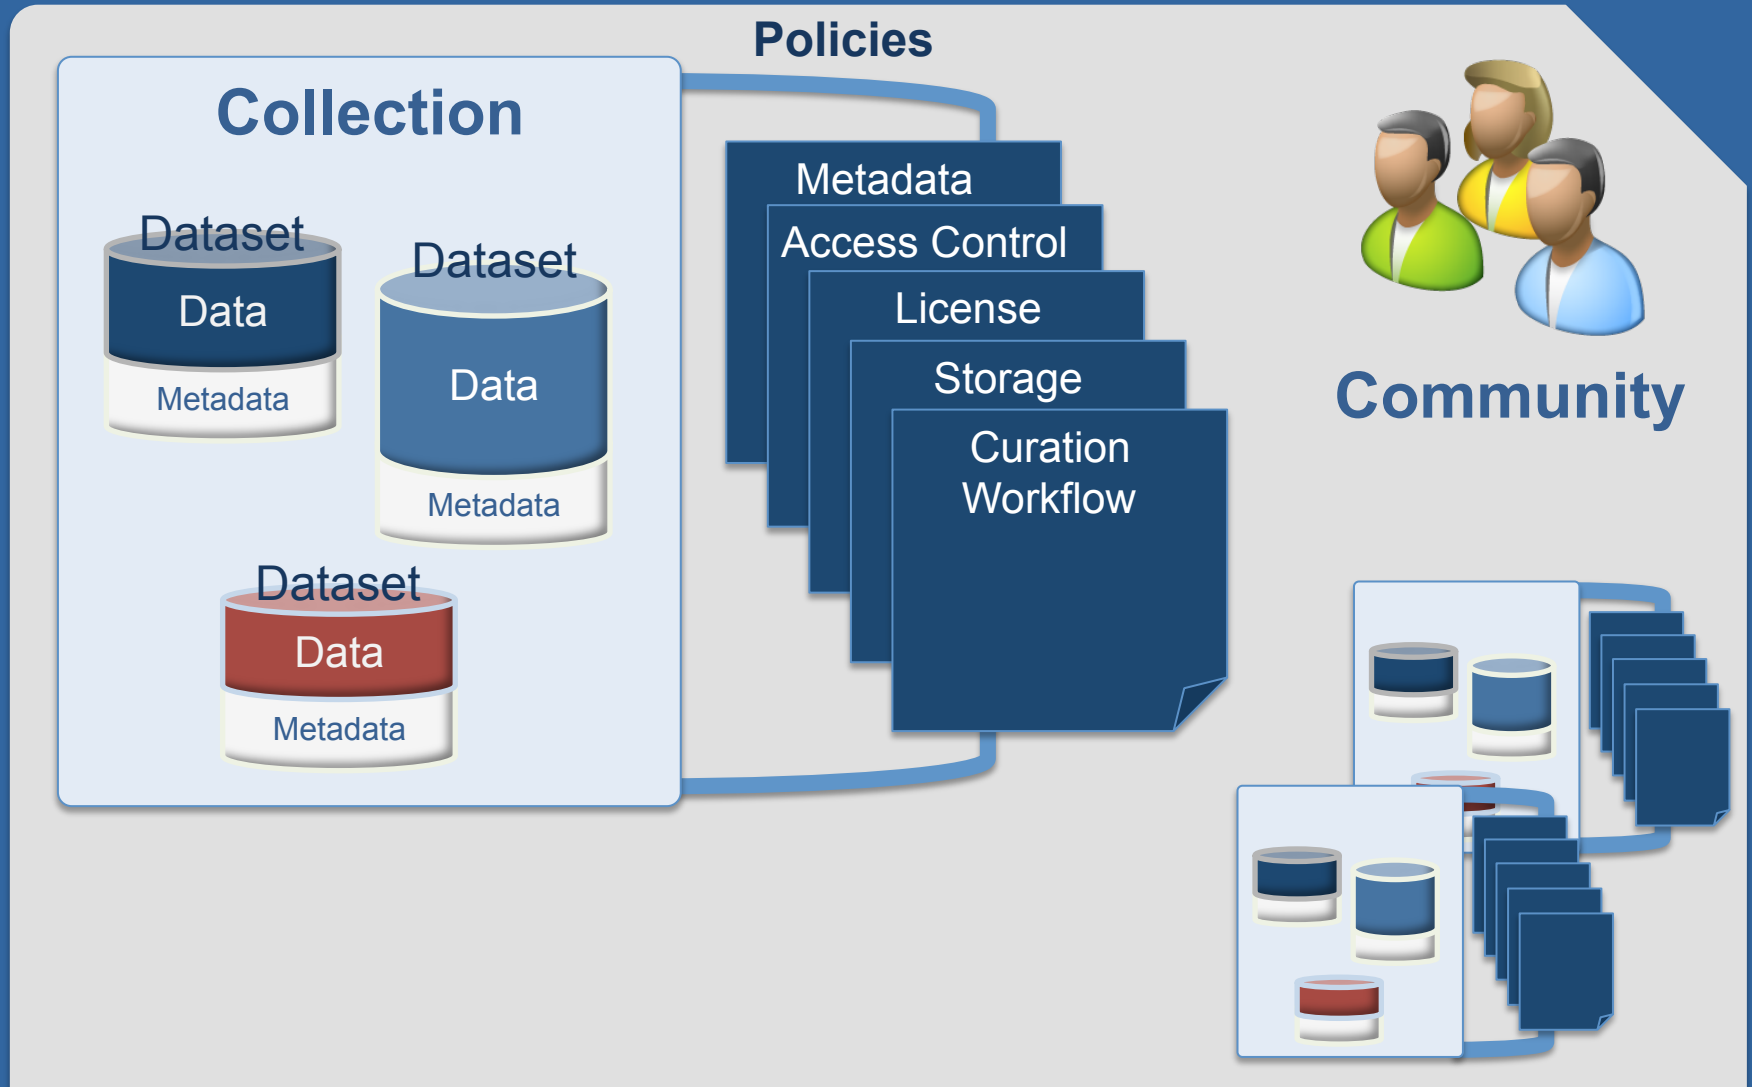 Policies
Collection
Dataset
Data
Metadata
Dataset
Data
Metadata
Dataset
Data
Metadata
Metadata
Access Control
License
Storage
Curation
Workflow
Community